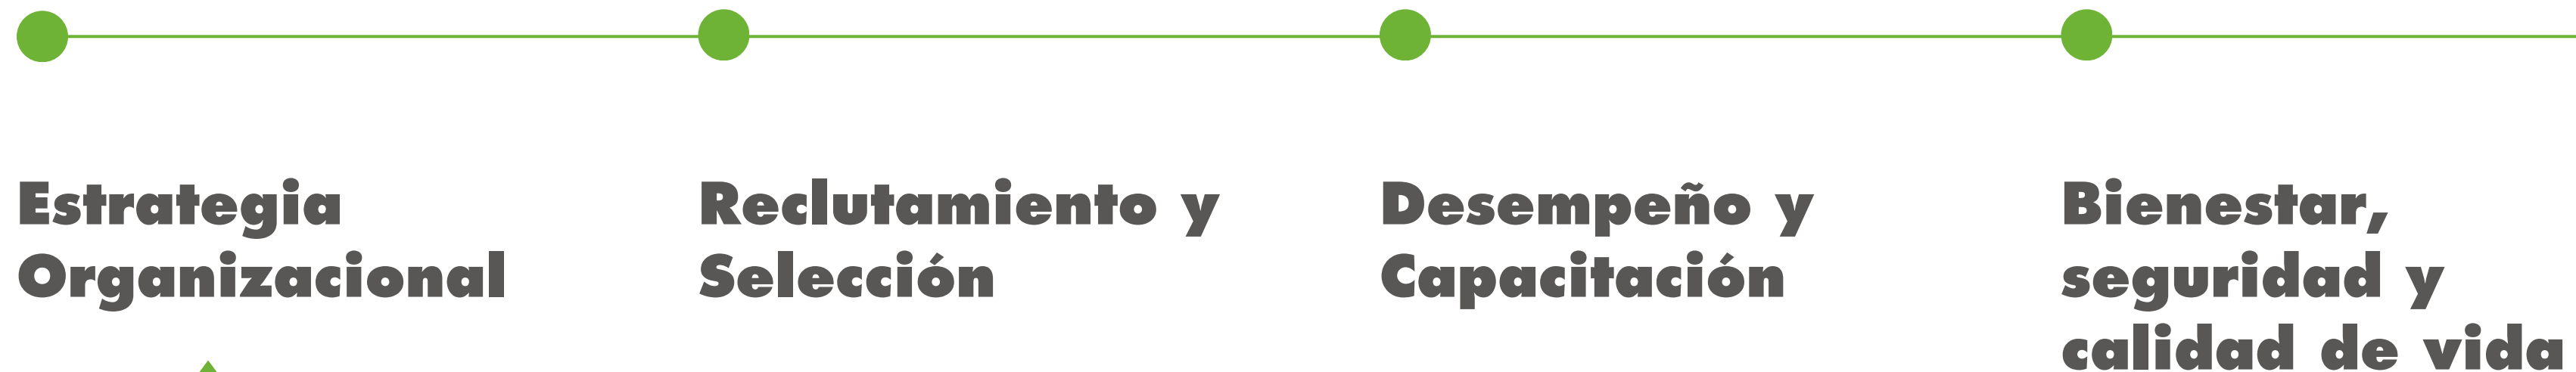 Estrategia
Organizacional
Reclutamiento y
Selección
Desempeño y
Capacitación
Bienestar,
seguridad y
calidad de vida